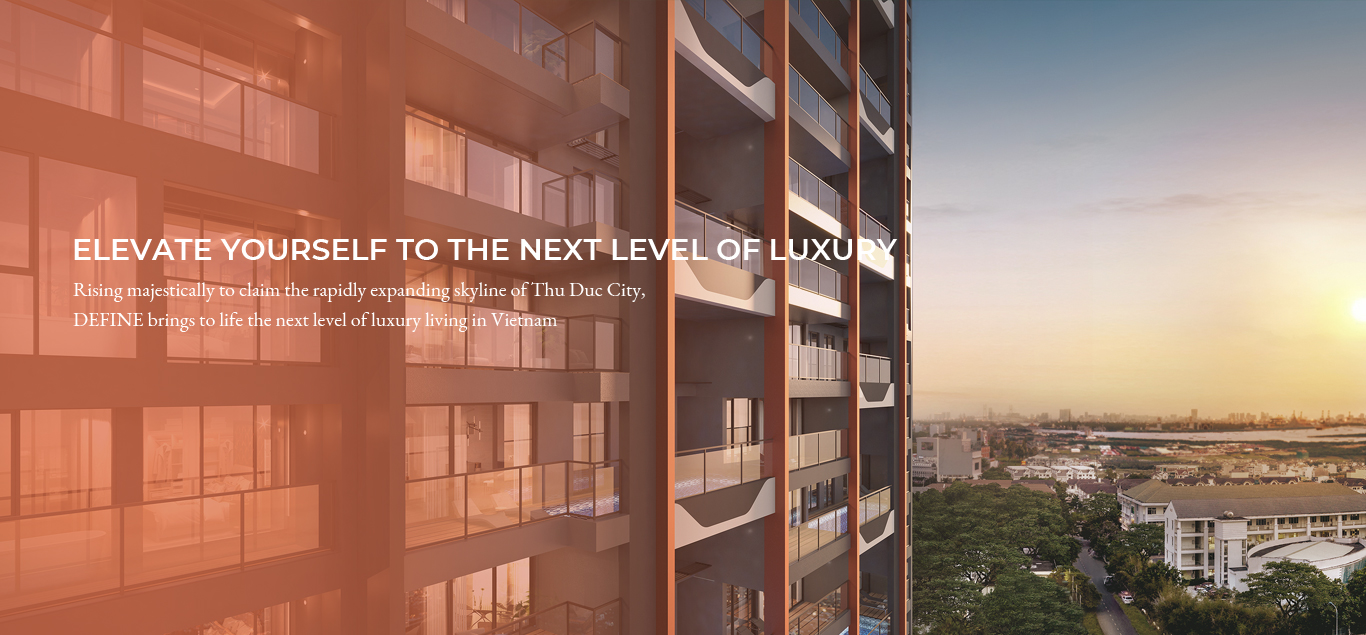 ELEVATE YOURSELF TO THE NEXT LEVEL OF LUXURY
Rising majestically to claim the rapidly expanding skyline of Thu Duc City,
DEFINE brings to life the next level of luxury living in Vietnam